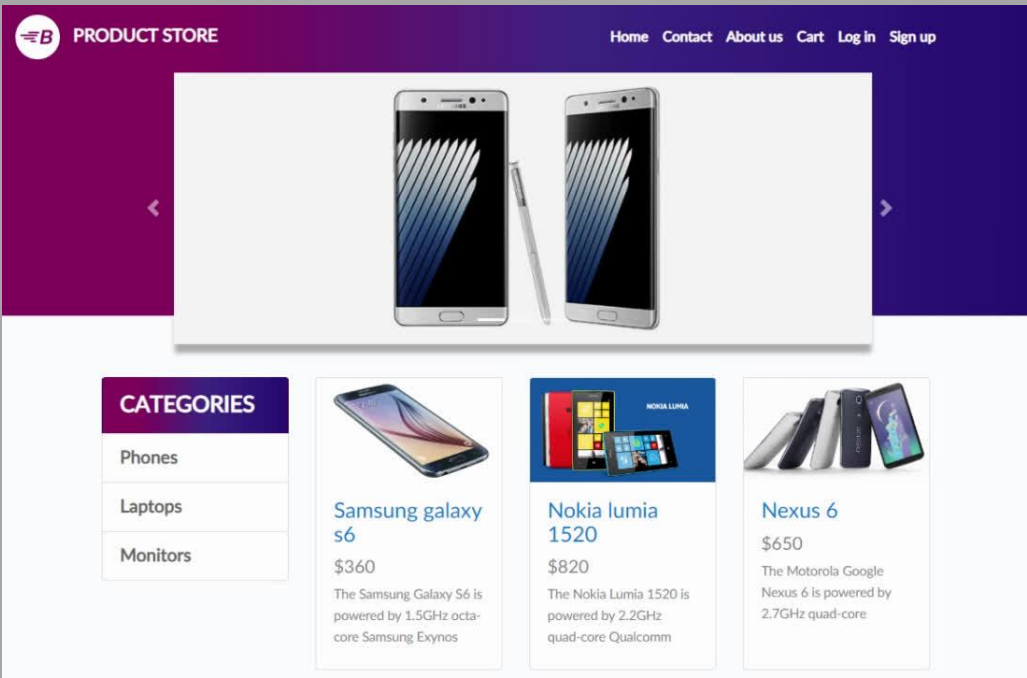 B PRODUCT STORE
Home Contact About us Cart Log in Sign up
CATEGORIES
Phones
Laptops
Monitors
NOKIA LUMIA
Samsung galaxy
s6
$360
The Samsung Galaxy S6 is
powered by 1.5GHz octa-
core Samsung Exynos
Nokia lumia
1520
$820
The Nokia Lumia 1520 is
powered by 2.2GHz
quad-core Qualcomm
Nexus 6
$650
The Motorola Google
Nexus 6 is powered by
2.7GHz quad-core